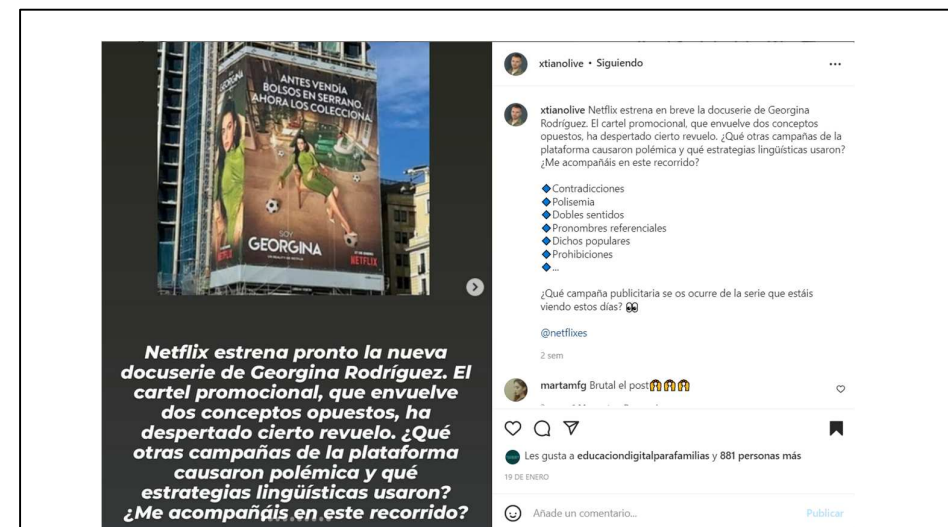 GEORGINA
ANTES VENDÍA
BOLSOS EN SERRANO.
AHORA LOS COLECCIONA.
SOY
GEORGINA
NETFLIX
Netflix estrena pronto la nueva
docuserie de Georgina Rodríguez. El
cartel promocional, que envuelve
dos conceptos opuestos, ha
despertado cierto revuelo. ¿Qué
otras campañas de la plataforma
causaron polémica y qué
estrategias lingüísticas usaron?
¿Me acompañáis en este recorrido?
xtianolive • Siguiendo
xtianolive Netflix estrena en breve la docuserie de Georgina
Rodríguez. El cartel promocional, que envuelve dos conceptos
opuestos, ha despertado cierto revuelo. ¿Qué otras campañas de la
plataforma causaron polémica y qué estrategias lingüísticas usaron?
¿Me acompañáis en este recorrido?
Contradicciones
Polisemia
Dobles sentidos
Pronombres referenciales
Dichos populares
Prohibiciones
...
¿Qué campaña publicitaria se os ocurre de la serie que estáis
viendo estos días? 👀
@netflixes
2 sem
martamfg Brutal el post
Les gusta a educaciondigitalparafamilias y 881 personas más
19 DE ENERO
Añade un comentario...
Publicar